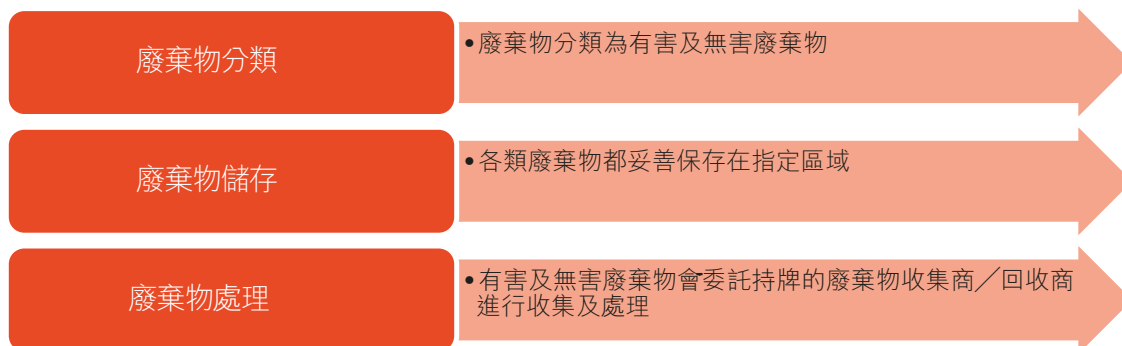 廢棄物分類
•廢棄物分類為有害及無害廢棄物
廢棄物儲存
•各類廢棄物都妥善保存在指定區域
廢棄物處理
•有害及無害廢棄物會委託持牌的廢棄物收集商／回收商
進行收集及處理